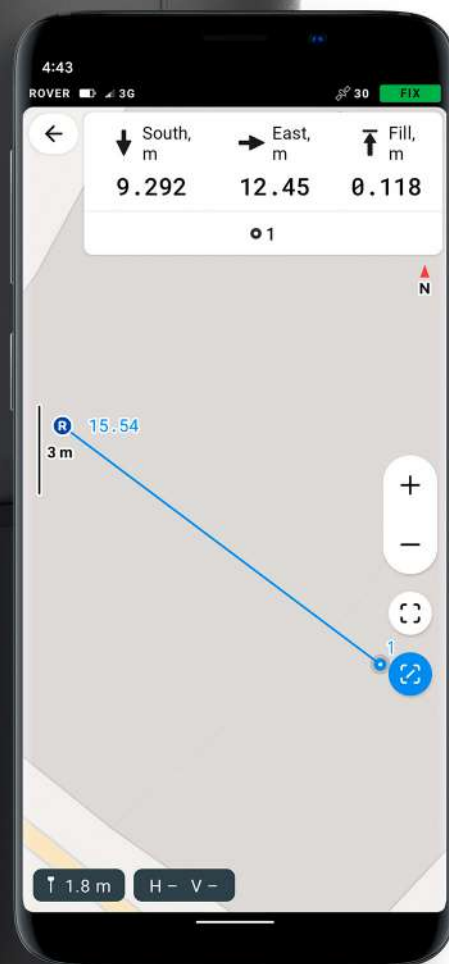 4:43
ROVER 3G 30 FIX
South, East, Fill,
m m m
9.292 12.45 0.118
1
N
R 15.54
3 m
1
1.8 m H – V –